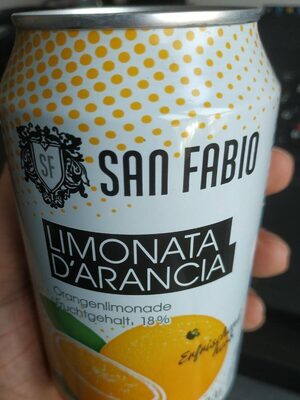 SF
SAN FABIO
LIMONATA
D'ARANCIA
Orangenlimonade
Fruchtgehalt: 18%